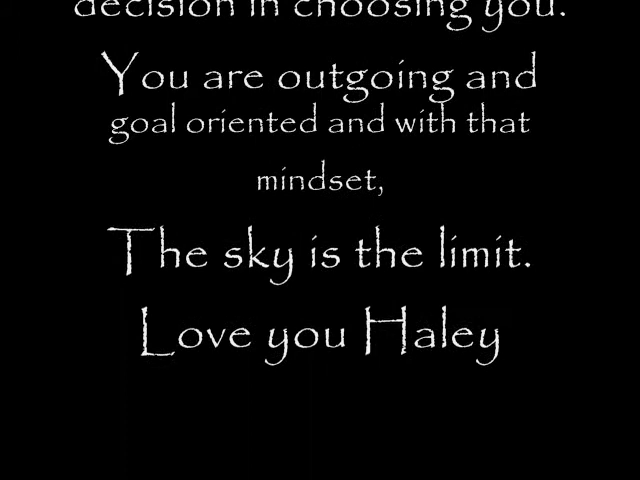 decision in choosing you.
You are outgoing and
goal oriented and with that
mindset,
The sky is the limit.
Love you Haley